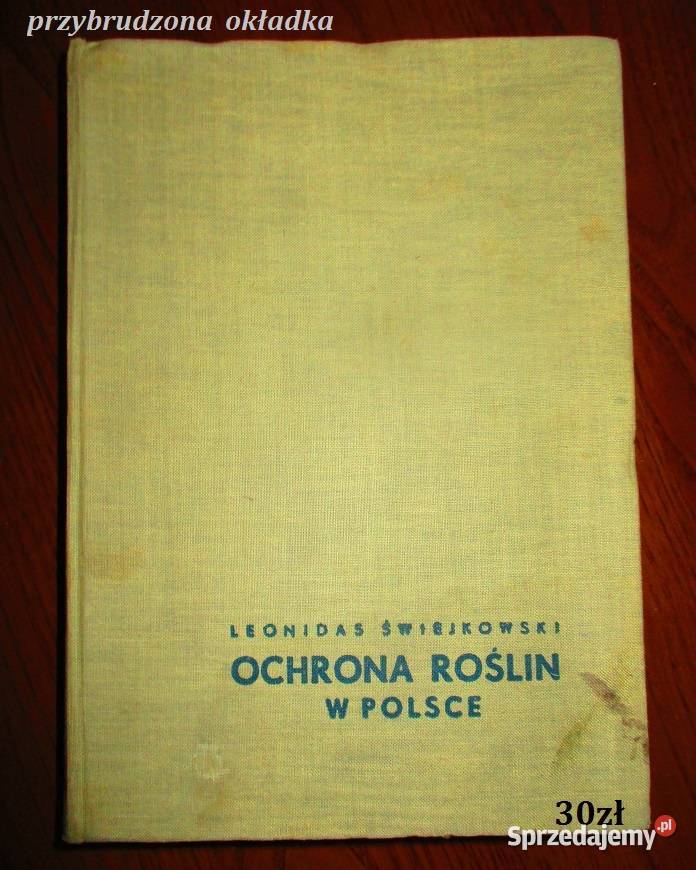 przybrudzona okładka
LEONIDAS ŚWIEJKOWSKI
OCHRONA ROŚLIN
W POLSCE
30zł
Sprzedajemy.pl